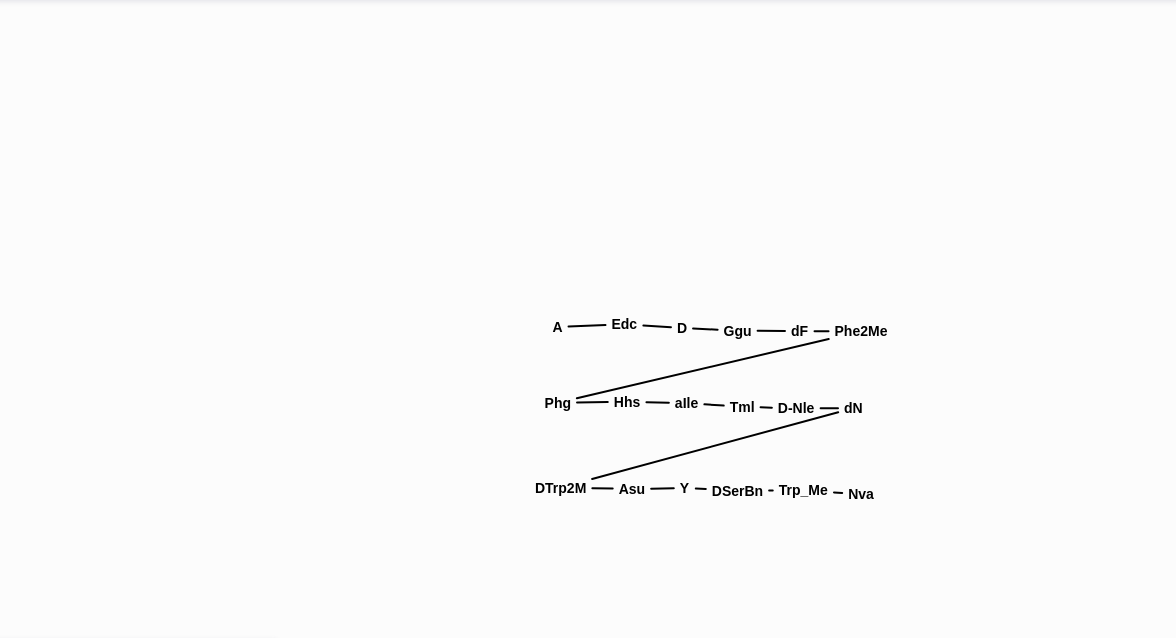 A Edc D Ggu dF Phe2Me
Phg Hhs aIle Tml D-Nle dN
DTrp2M Asu Y DSerBn Trp_Me Nva